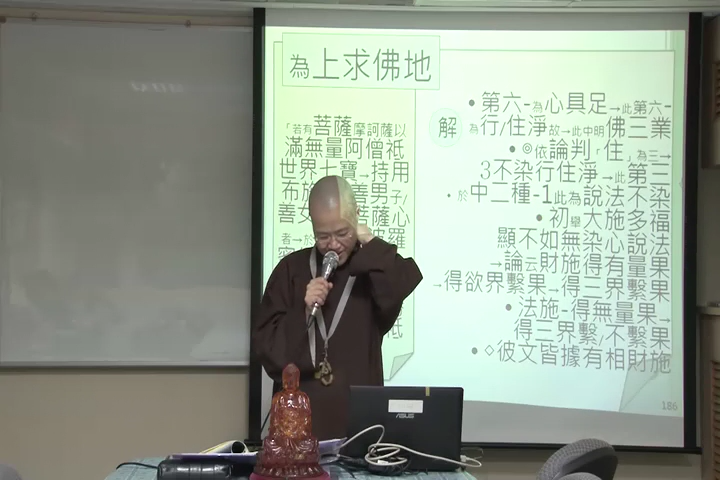 為上求佛地
「若有菩薩摩訶薩以
滿無量阿僧祇
世界七寶→持用
布施
善男子/
善女
菩薩心
者→於
波羅
祇
解
•第六-為心具足→此第六-
為行/住淨故→此中明佛三業
•◎依論判「住」為三→
3不染行住淨→此第三
•於中二種-1此為說法不染
•初舉大施多福
顯不如無染心說法
→論云財施得有量果
→得欲界繫果→得三界繫果
•法施-得無量果→
得三界繫/不繫果
•◇彼文皆據有相財施
186
ASUS